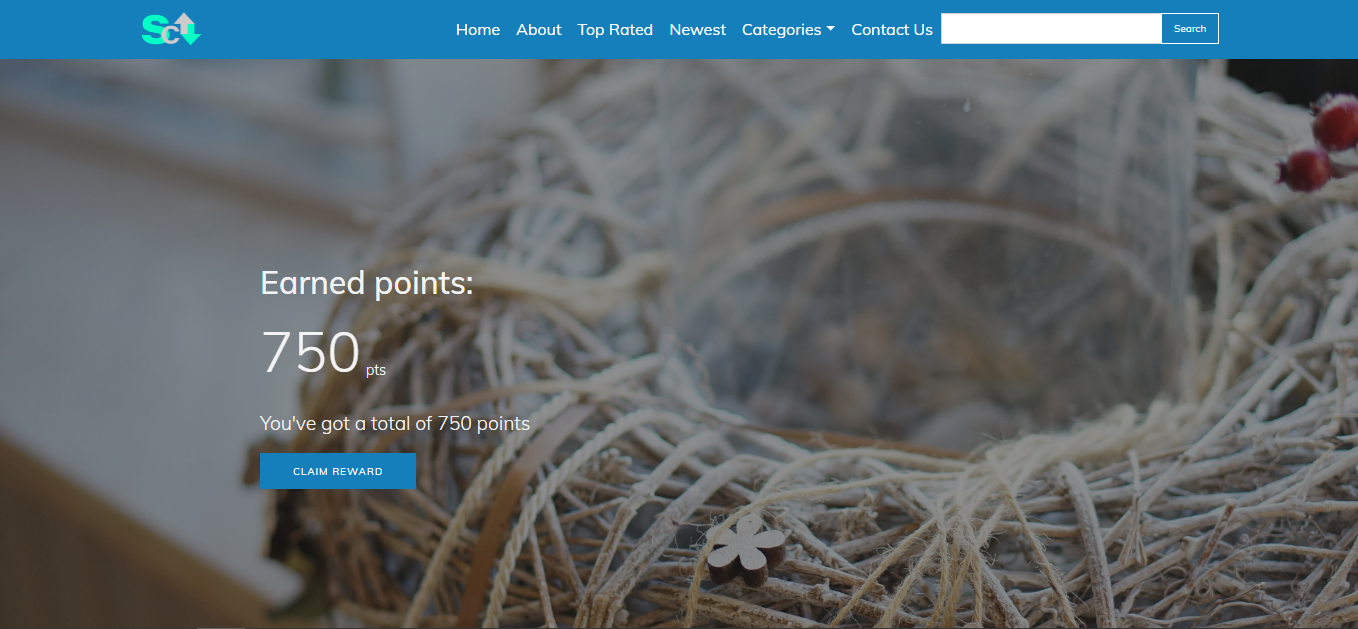 Sc
Home About Top Rated Newest Categories Contact Us Search
Earned points:
750 pts
You've got a total of 750 points
CLAIM REWARD